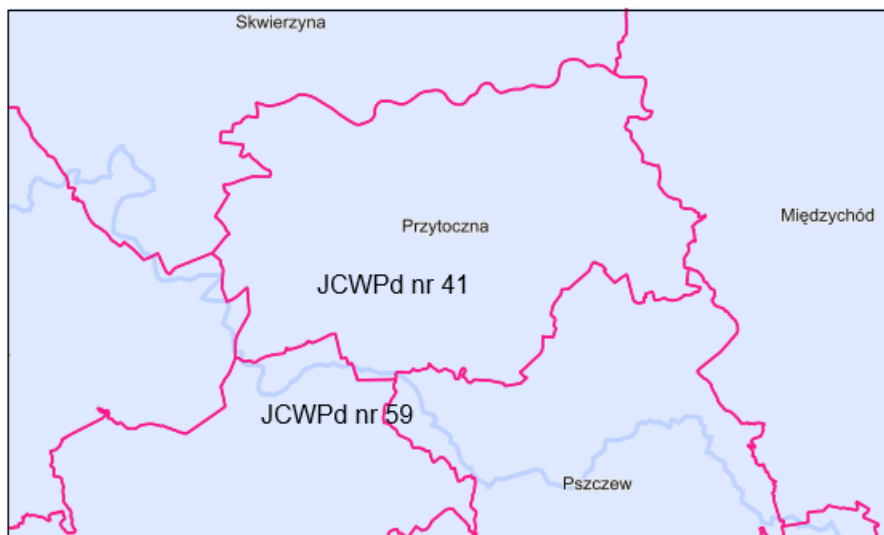 Skwierzyna
Międzychód
Przytoczna
JCWPd nr 41
JCWPd nr 59
Pszczew